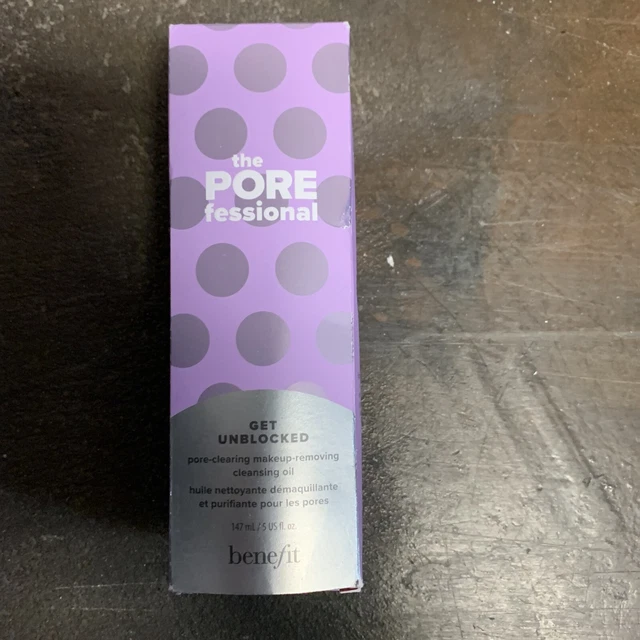 the
PORE
fessional
GET
UNBLOCKED
pore-clearing makeup-removing
cleansing oil
huile nettoyante démaquillante
et purifiante pour les pores
147 mL / 5 US fl. oz.
benefit